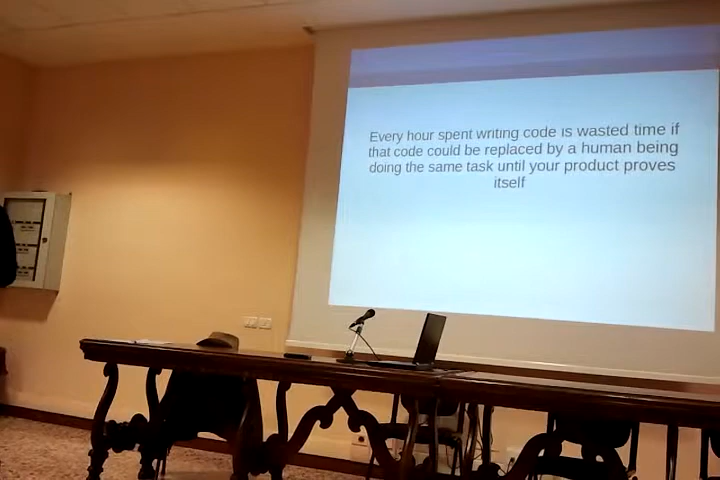 Every hour spent writing code is wasted time if
that code could be replaced by a human being
doing the same task until your product proves
itself